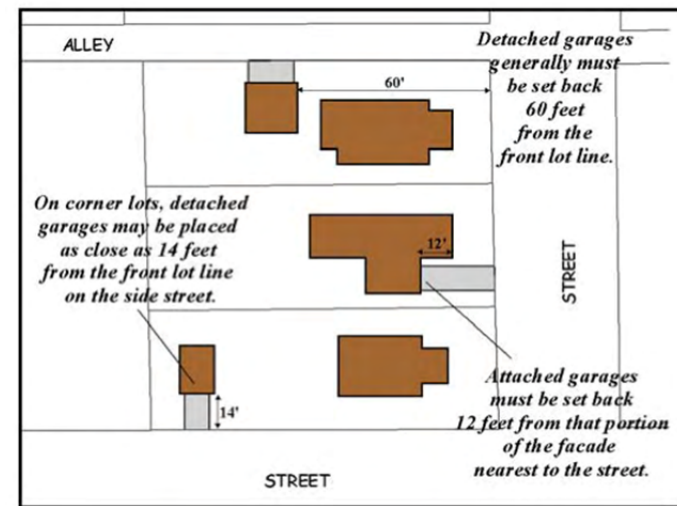 ALLEY
Detached garages
generally must
be set back
60 feet
from the
front lot line.
60'
On corner lots, detached
garages may be placed
as close as 14 feet
from the front lot line
on the side street.
12'
STREET
14'
Attached garages
must be set back
12 feet from that portion
of the facade
nearest to the street.
STREET